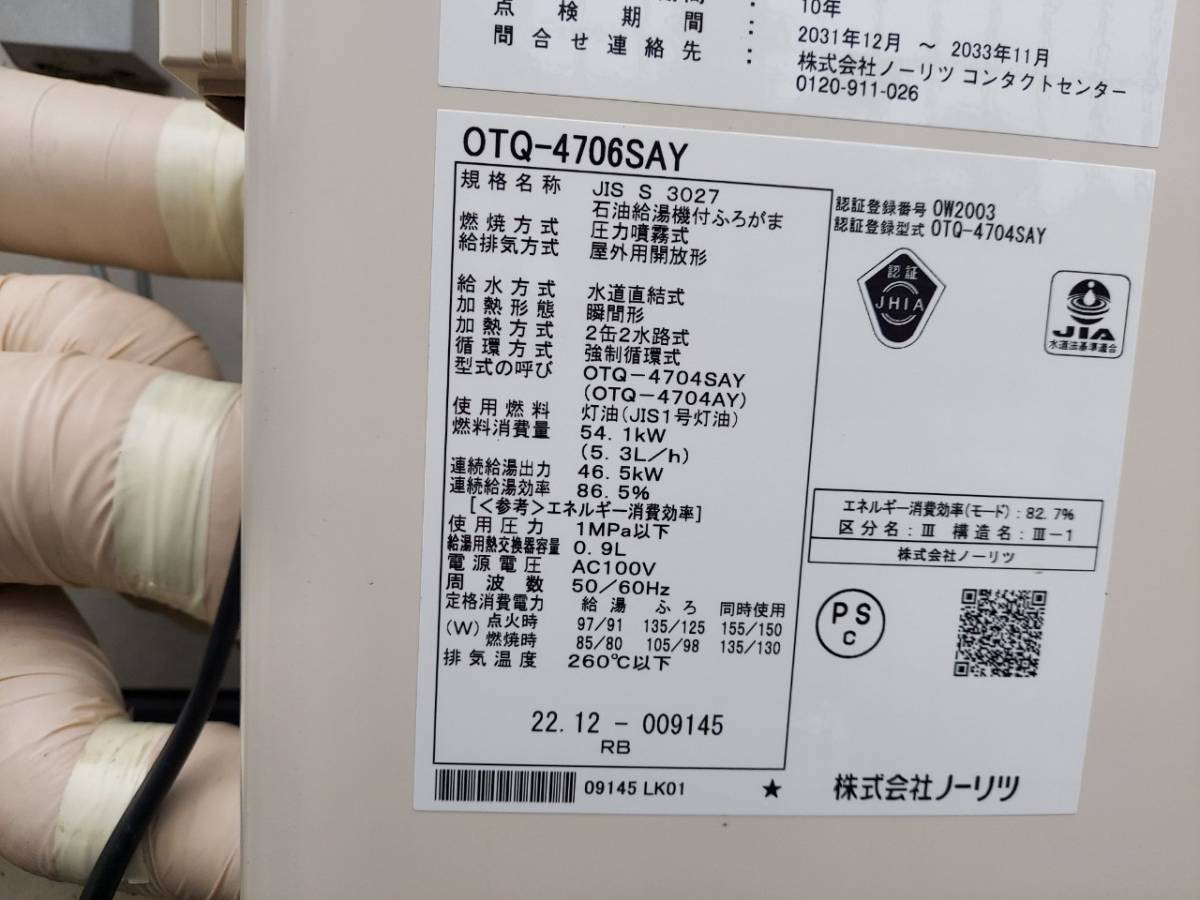 間 : 10年
点検期間 : 2031年12月 ～ 2033年11月
問合せ連絡先 : 株式会社ノーリツ コンタクトセンター
0120-911-026
OTQ-4706SAY
規格名称 JIS S 3027
石油給湯機付ふろがま
燃焼方式 圧力噴霧式
給排気方式 屋外用開放形
給水方式 水道直結式
加熱形態 瞬間形
加熱方式 2缶2水路式
循環方式 強制循環式
型式の呼び OTQ-4704SAY
(OTQ-4704AY)
使用燃料 灯油(JIS1号灯油)
燃料消費量 54.1kW
(5.3L/h)
連続給湯出力 46.5kW
連続給湯効率 86.5%
[<参考>エネルギー消費効率]
使用圧力 1MPa以下
給湯用熱交換器容量 0.9L
電源電圧 AC100V
周波数 50/60Hz
定格消費電力 給湯 ふろ 同時使用
(W) 点火時 97/91 135/125 155/150
燃焼時 85/80 105/98 135/130
排気温度 260℃以下
22.12 - 009145
RB
09145 LK01 ★
認証登録番号 OW2003
認証登録型式 OTQ-4704SAY
認証
JHIA
JIA
水道法基準適合
エネルギー消費効率(モード):82.7%
区分名:Ⅲ 構造名:Ⅲ-1
株式会社ノーリツ
PS
C
株式会社ノーリツ